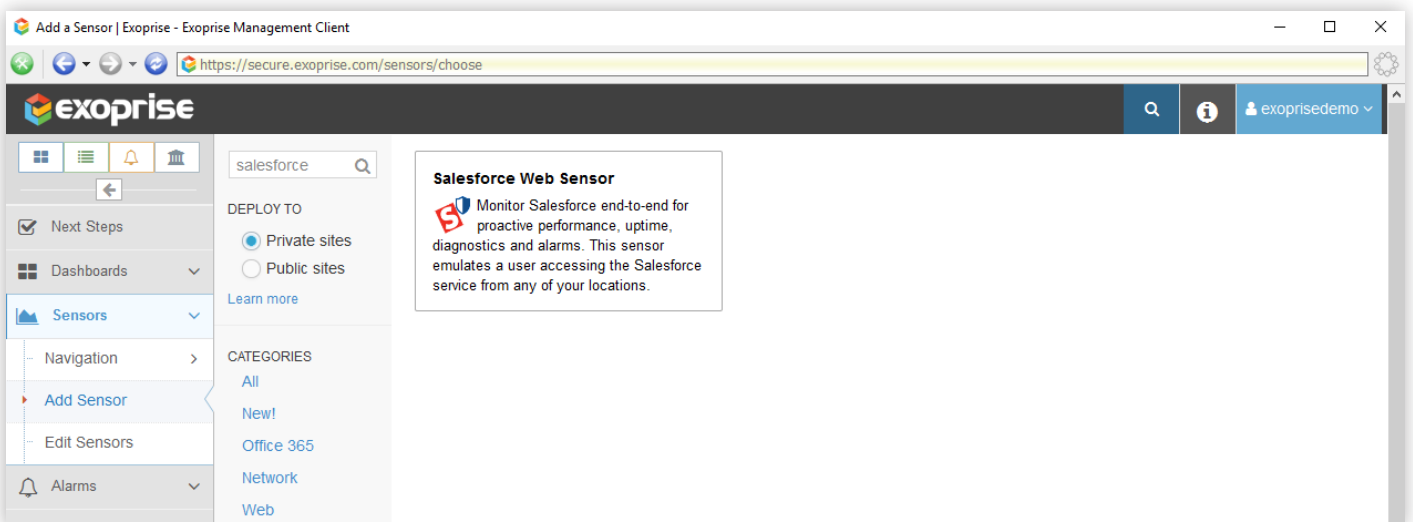 Add a Sensor | Exoprise - Exoprise Management Client
https://secure.exoprise.com/sensors/choose
exoprise
exoprisedemo
Next Steps
Dashboards
Sensors
Navigation
Add Sensor
Edit Sensors
Alarms
salesforce
DEPLOY TO
Private sites
Public sites
Learn more
CATEGORIES
All
New!
Office 365
Network
Web
Salesforce Web Sensor
S
Monitor Salesforce end-to-end for
proactive performance, uptime,
diagnostics and alarms. This sensor
emulates a user accessing the Salesforce
service from any of your locations.